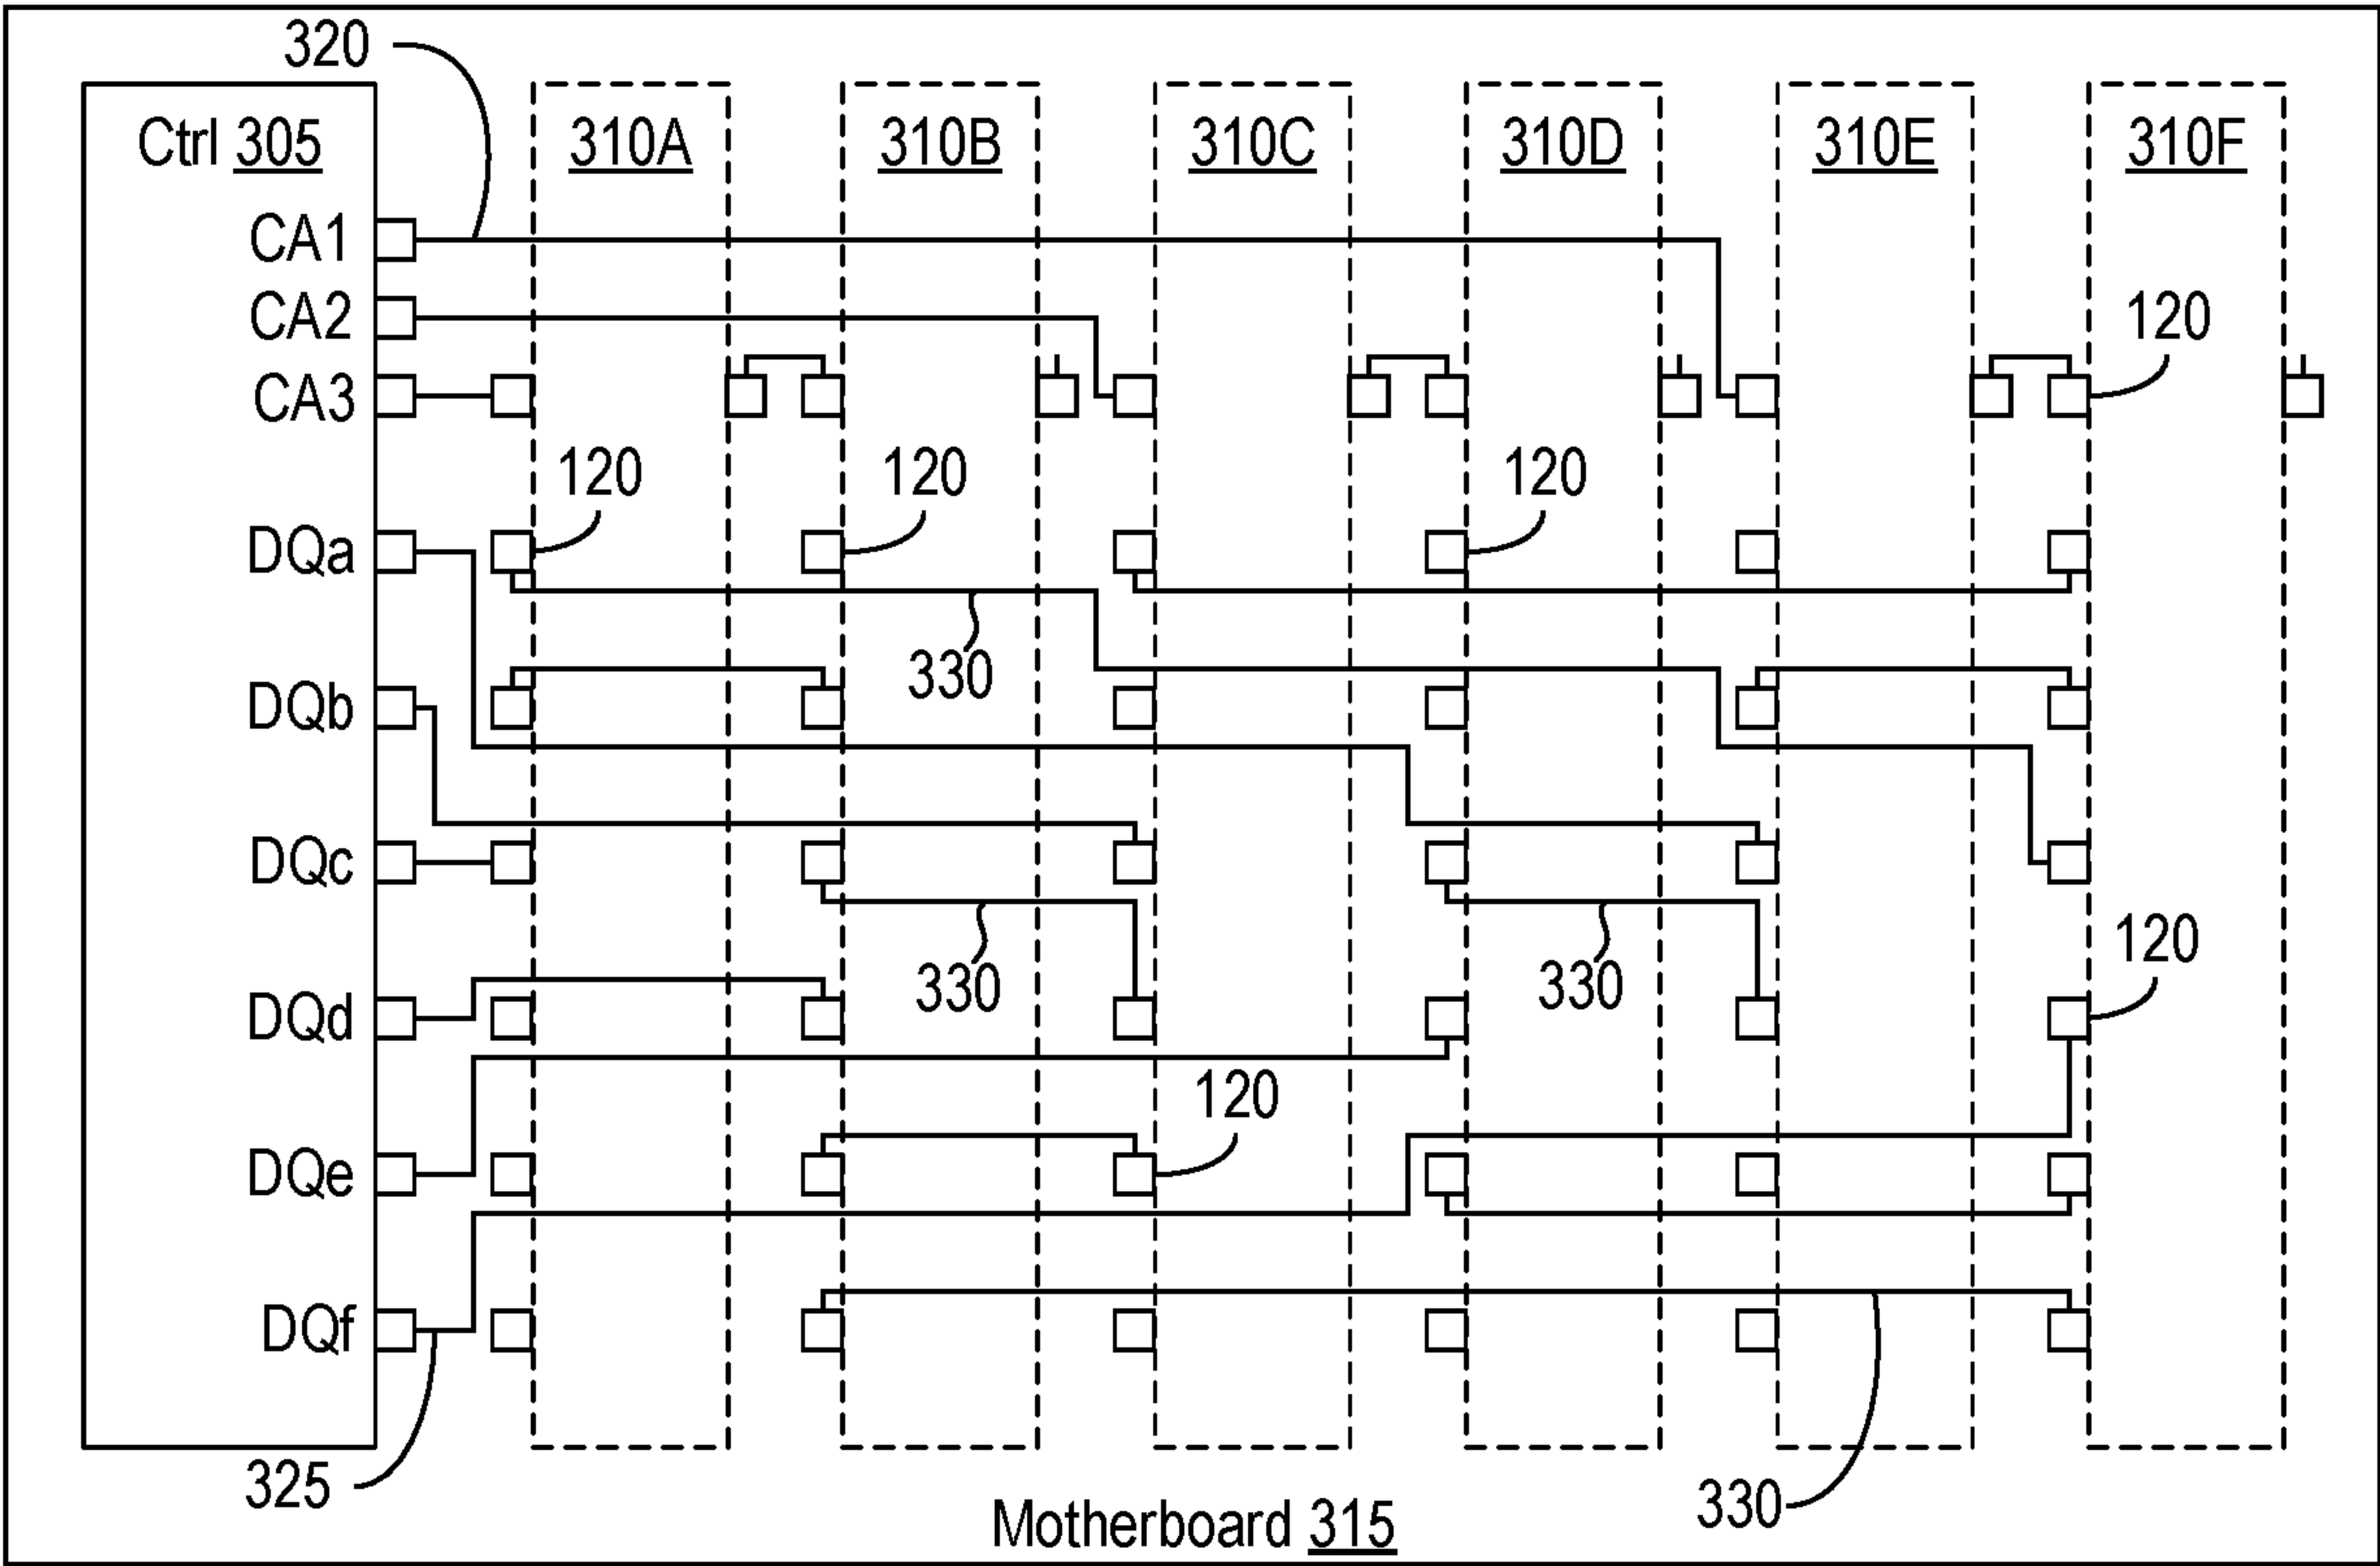 320
Ctrl 305
310A
310B
310C
310D
310E
310F
CA1
CA2
120
CA3
120
120
120
DQa
330
DQb
DQc
330
330
120
DQd
120
DQe
DQf
325
330
Motherboard 315